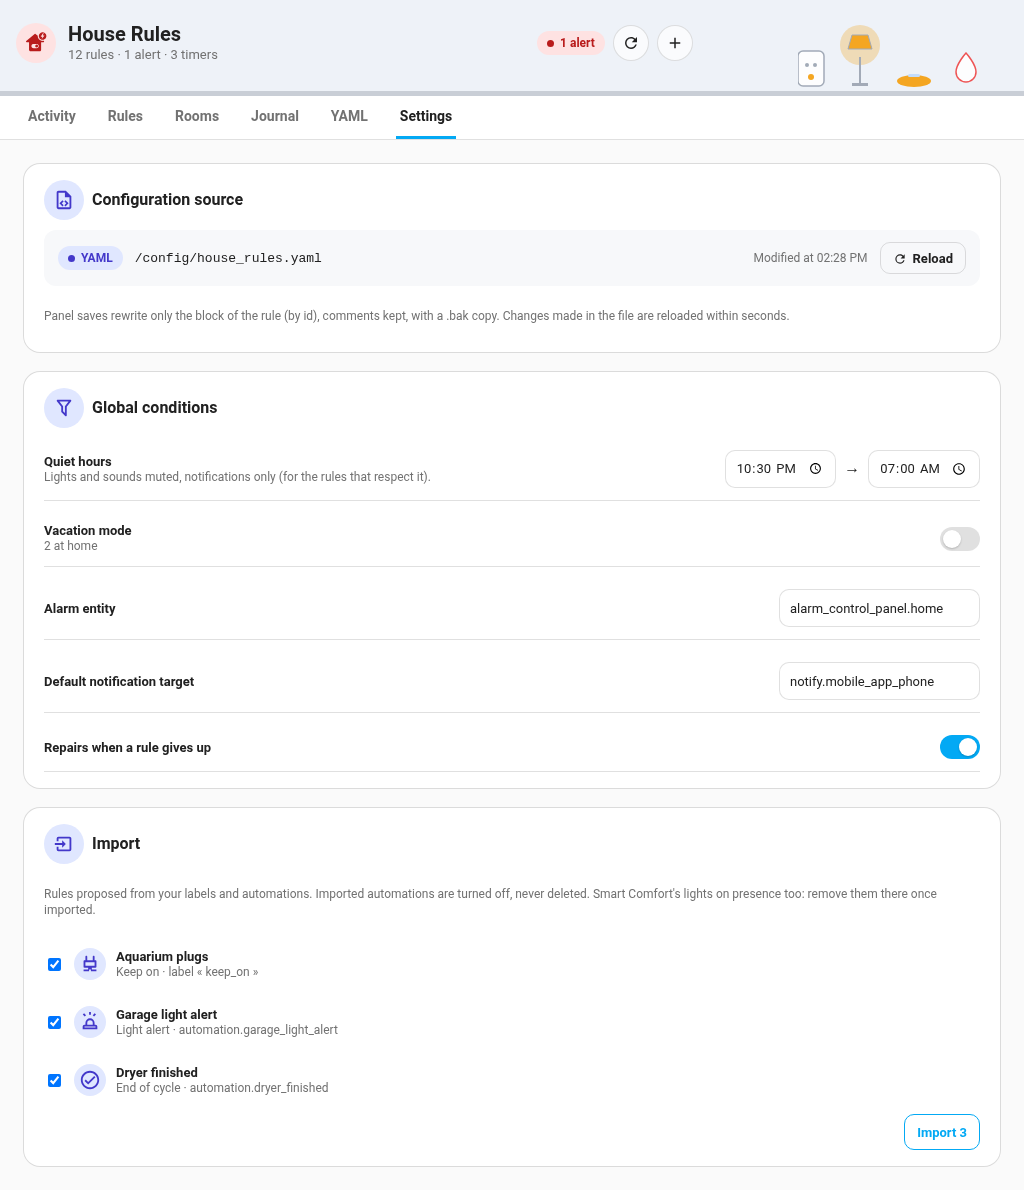 House Rules
12 rules · 1 alert · 3 timers
1 alert
Activity Rules Rooms Journal YAML Settings
Configuration source
YAML /config/house_rules.yaml Modified at 02:28 PM Reload
Panel saves rewrite only the block of the rule (by id), comments kept, with a .bak copy. Changes made in the file are reloaded within seconds.
Global conditions
Quiet hours
Lights and sounds muted, notifications only (for the rules that respect it).
10:30 PM → 07:00 AM
Vacation mode
2 at home
Alarm entity alarm_control_panel.home
Default notification target notify.mobile_app_phone
Repairs when a rule gives up
Import
Rules proposed from your labels and automations. Imported automations are turned off, never deleted. Smart Comfort's lights on presence too: remove them there once
imported.
Aquarium plugs
Keep on · label « keep_on »
Garage light alert
Light alert · automation.garage_light_alert
Dryer finished
End of cycle · automation.dryer_finished
Import 3